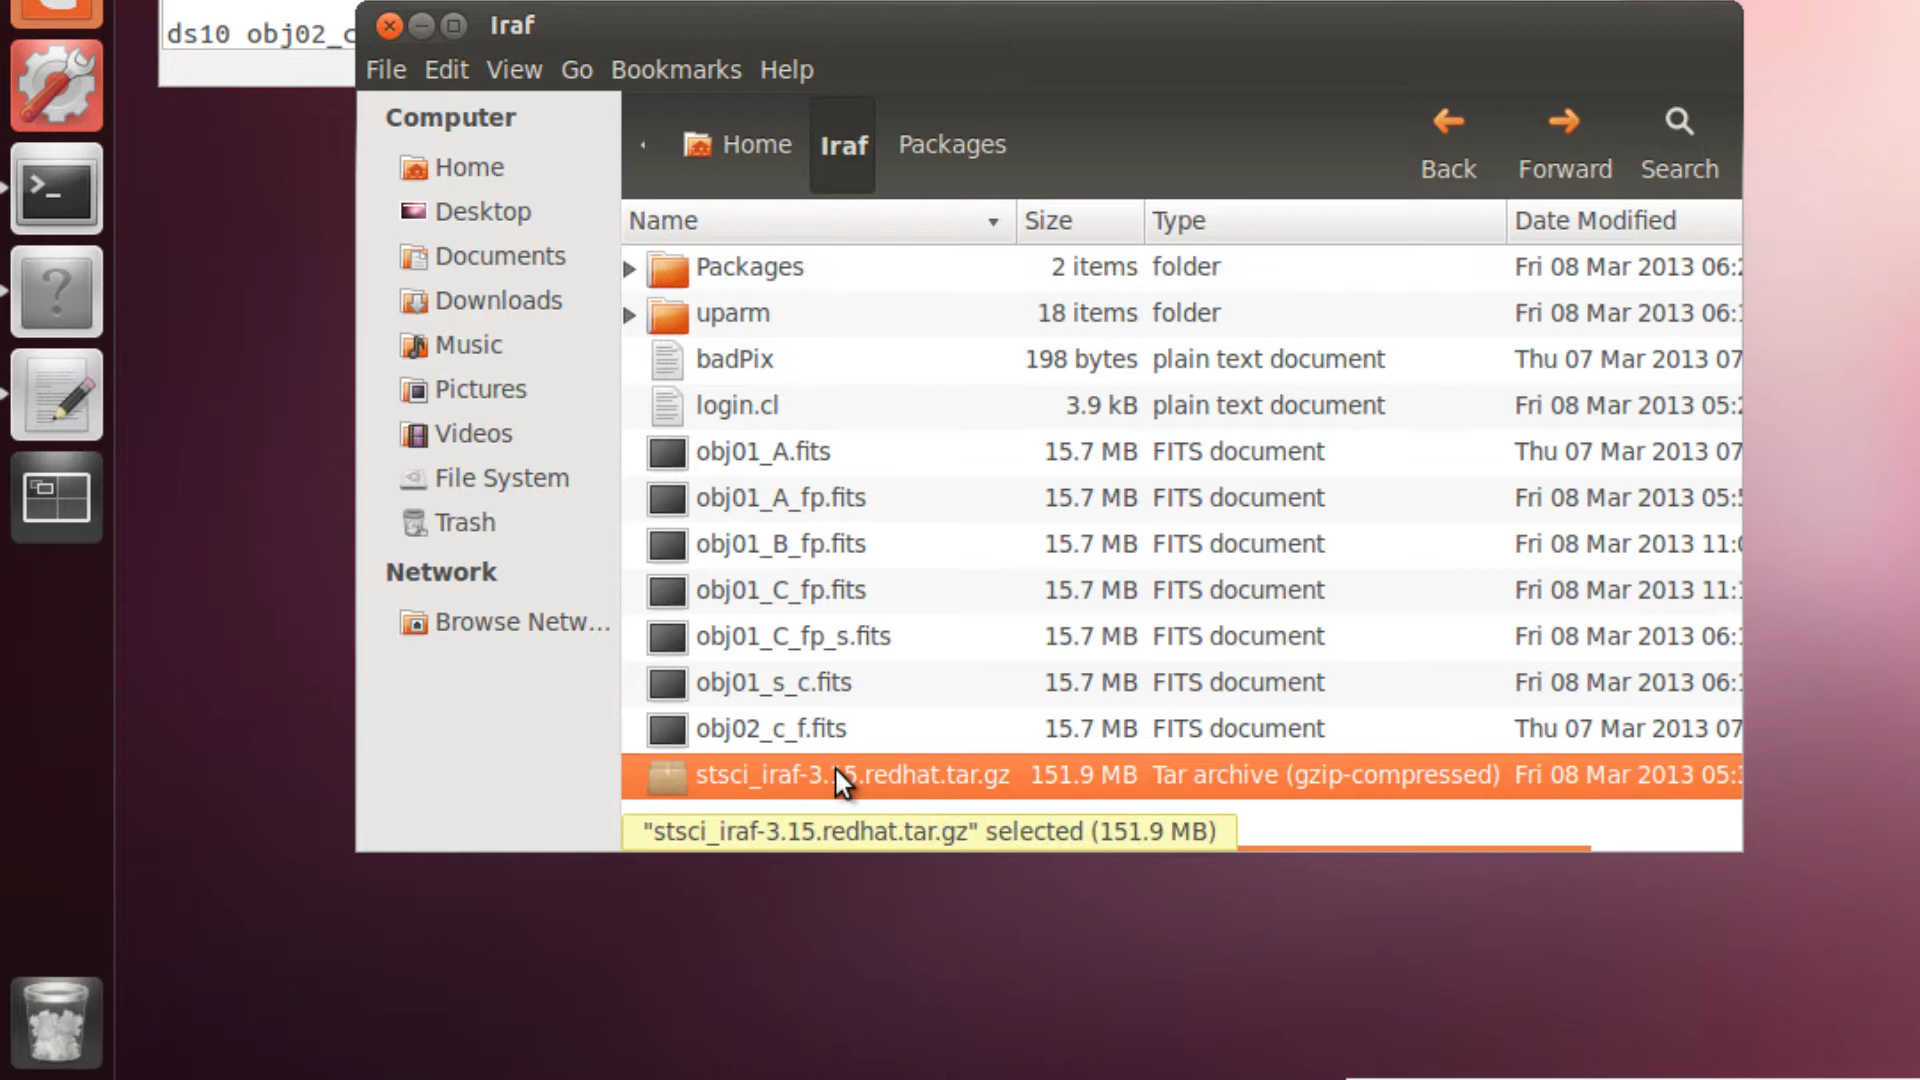 ds10 obj02_c
Iraf
File Edit View Go Bookmarks Help
Computer
Home
Desktop
Documents
Downloads
Music
Pictures
Videos
File System
Trash
Network
Browse Netw...
Home Iraf Packages
Back Forward Search
Name Size Type Date Modified
Packages 2 items folder Fri 08 Mar 2013 06:2
uparm 18 items folder Fri 08 Mar 2013 06:1
badPix 198 bytes plain text document Thu 07 Mar 2013 07
login.cl 3.9 kB plain text document Fri 08 Mar 2013 05:2
obj01_A.fits 15.7 MB FITS document Thu 07 Mar 2013 07
obj01_A_fp.fits 15.7 MB FITS document Fri 08 Mar 2013 05:5
obj01_B_fp.fits 15.7 MB FITS document Fri 08 Mar 2013 11:0
obj01_C_fp.fits 15.7 MB FITS document Fri 08 Mar 2013 11:1
obj01_C_fp_s.fits 15.7 MB FITS document Fri 08 Mar 2013 06:1
obj01_s_c.fits 15.7 MB FITS document Fri 08 Mar 2013 06:1
obj02_c_f.fits 15.7 MB FITS document Thu 07 Mar 2013 07
stsci_iraf-3.15.redhat.tar.gz 151.9 MB Tar archive (gzip-compressed) Fri 08 Mar 2013 05:3
"stsci_iraf-3.15.redhat.tar.gz" selected (151.9 MB)